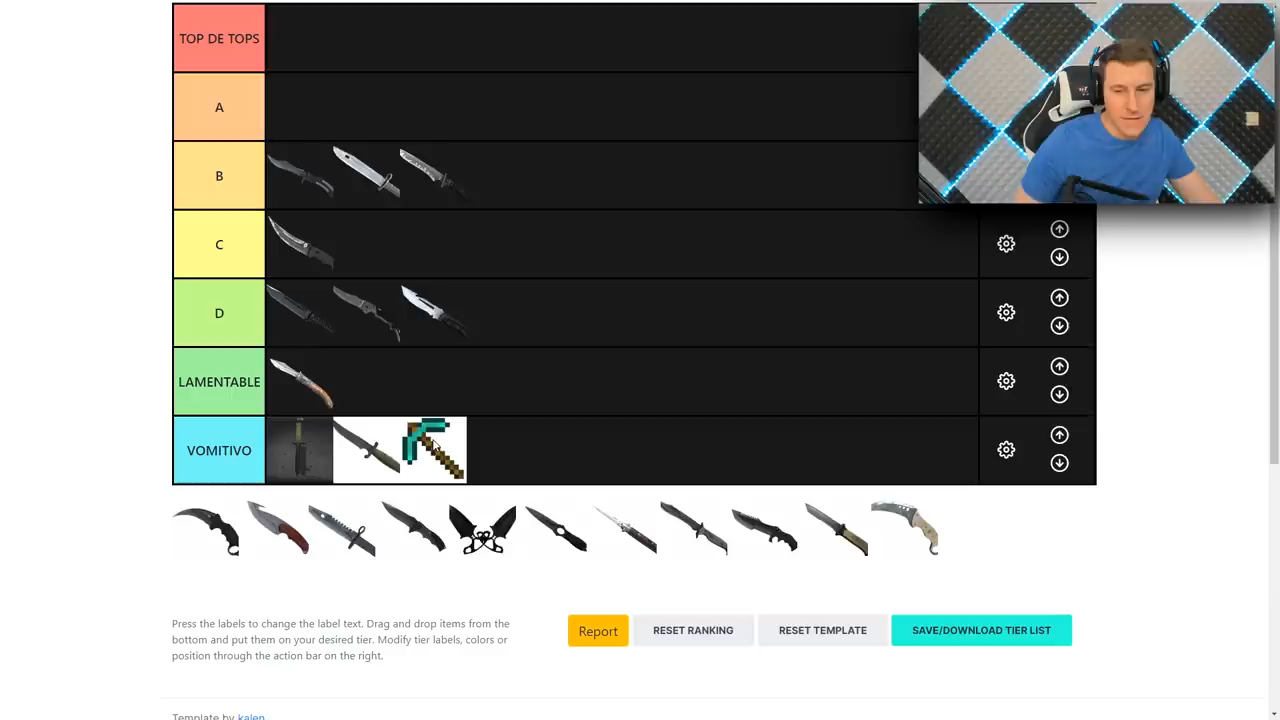 TOP DE TOPS
A
B
C
D
LAMENTABLE
VOMITIVO
Press the labels to change the label text. Drag and drop items from the
bottom and put them on your desired tier. Modify tier labels, colors or
position through the action bar on the right.
Report
RESET RANKING
RESET TEMPLATE
SAVE/DOWNLOAD TIER LIST
Template by kalen